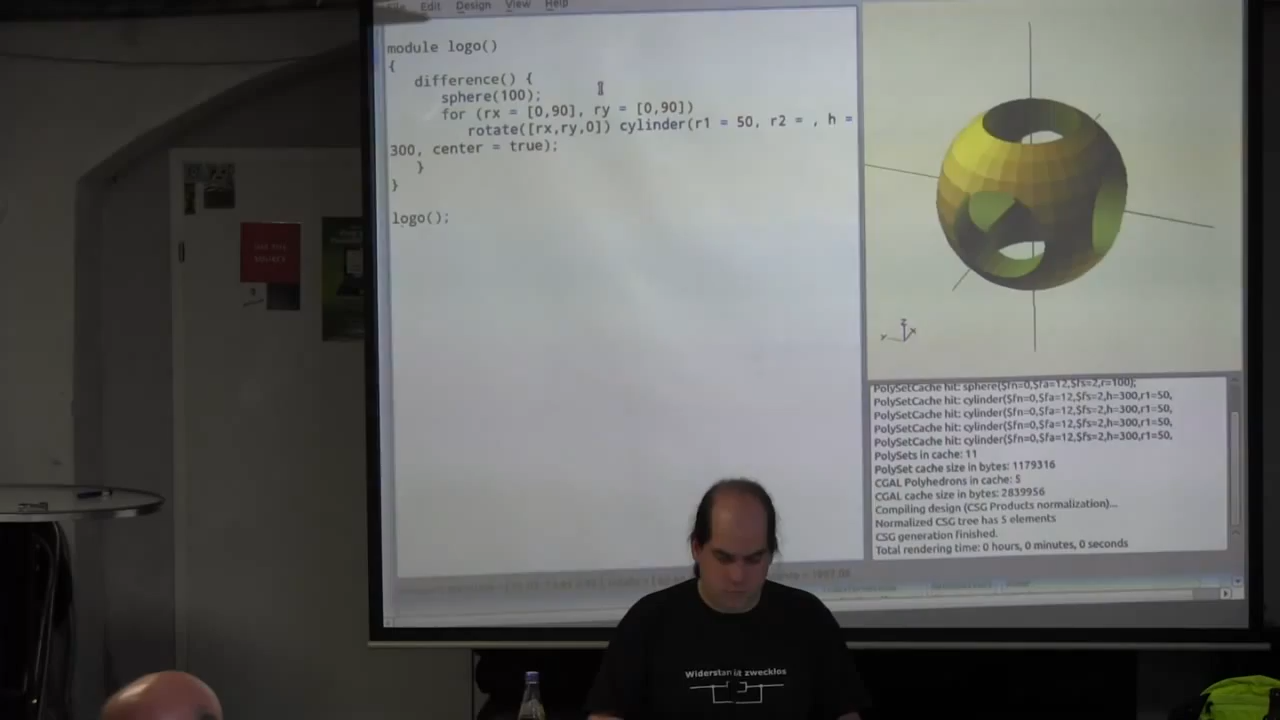 File Edit Design View Help
module logo()
{
difference() {
sphere(100);
for (rx = [0,90], ry = [0,90])
rotate([rx,ry,0]) cylinder(r1 = 50, r2 = , h =
300, center = true);
}
}
logo();
z
Y X
PolySetCache hit: sphere($fn=0,$fa=12,$fs=2,r=100);
PolySetCache hit: cylinder($fn=0,$fa=12,$fs=2,h=300,r1=50,
PolySetCache hit: cylinder($fn=0,$fa=12,$fs=2,h=300,r1=50,
PolySetCache hit: cylinder($fn=0,$fa=12,$fs=2,h=300,r1=50,
PolySetCache hit: cylinder($fn=0,$fa=12,$fs=2,h=300,r1=50,
PolySets in cache: 11
PolySet cache size in bytes: 1179316
CGAL Polyhedrons in cache: 5
CGAL cache size in bytes: 2839956
Compiling design (CSG Products normalization)...
Normalized CSG tree has 5 elements
CSG generation finished.
Total rendering time: 0 hours, 0 minutes, 0 seconds
USE THE
SOURCE
zwecklos